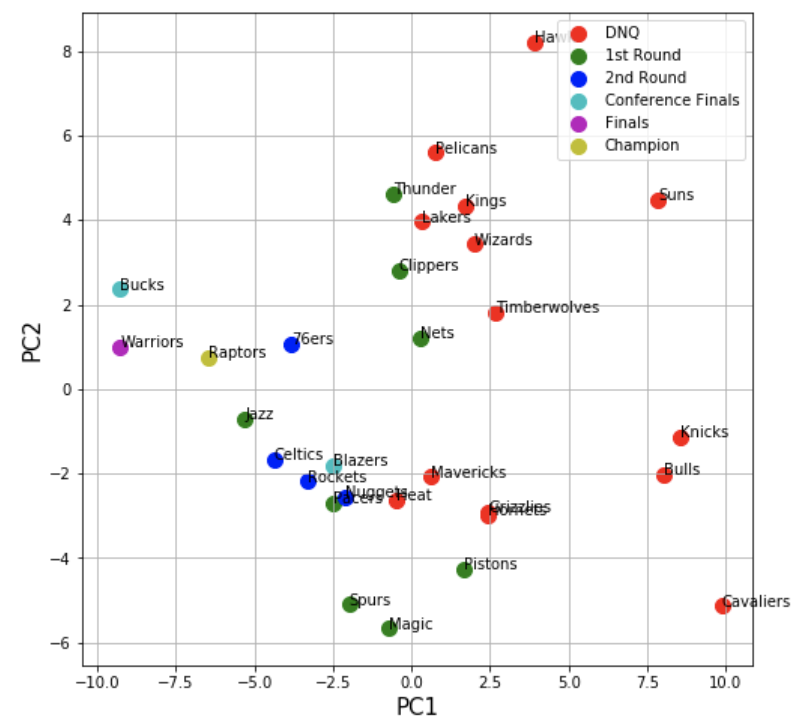 Haw
DNQ
1st Round
2nd Round
Conference Finals
Finals
Champion
8
6
4
2
0
−2
−4
−6
PC2
Pelicans
Thunder
Suns
Kings
Lakers
Wizards
Clippers
Bucks
Timberwolves
Nets
76ers
Warriors
Raptors
Jazz
Knicks
Celtics
Blazers
Bulls
Mavericks
Rockets
Nuggets
Heat
Pacers
Grizzlies
Hornets
Pistons
Spurs
Cavaliers
Magic
−10.0 −7.5 −5.0 −2.5 0.0 2.5 5.0 7.5 10.0
PC1